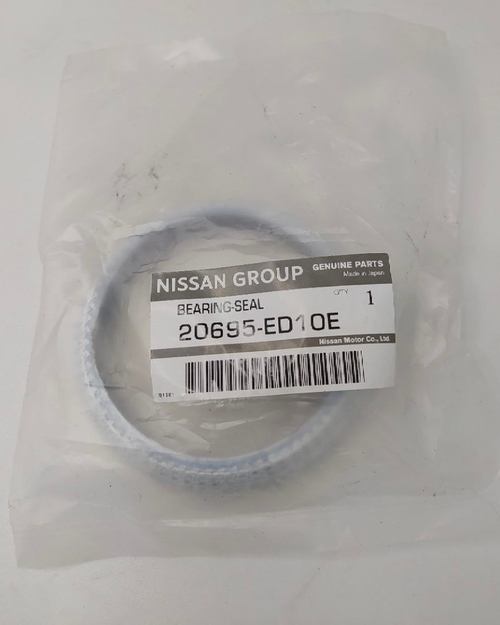 NISSAN GROUP
GENUINE PARTS
Made in Japan
BEARING-SEAL
QTY 1
20695-ED10E
Nissan Motor Co., Ltd.